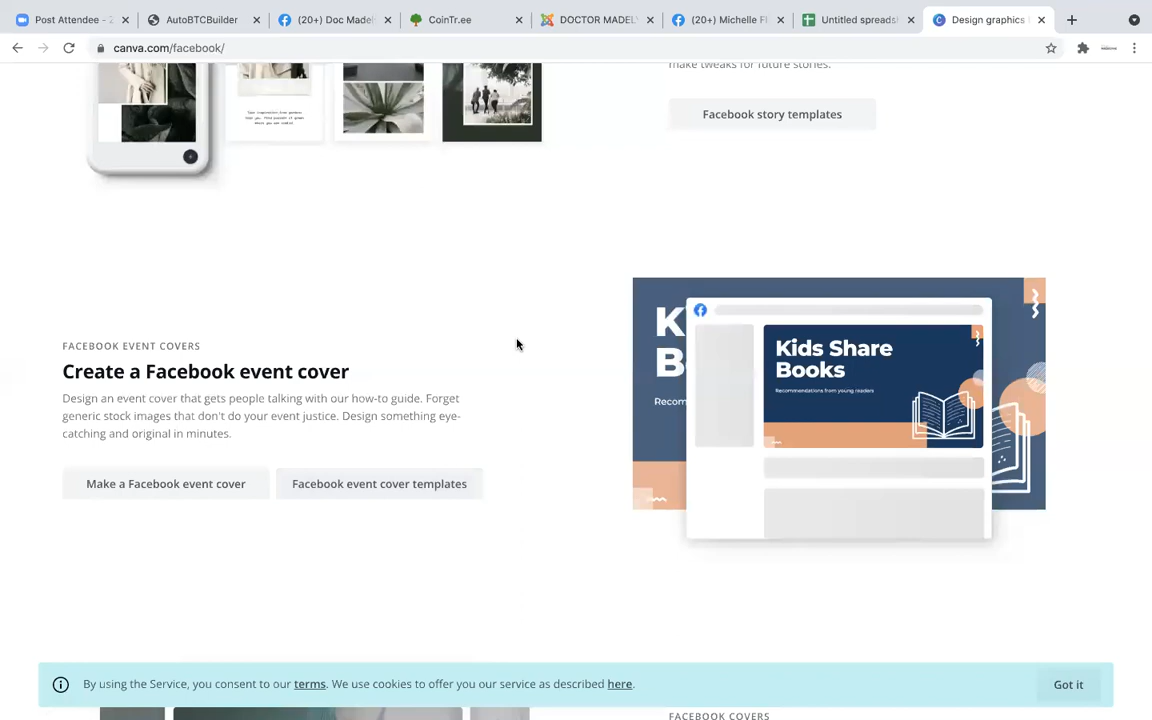 Post Attendee - Z
AutoBTCBuilder
(20+) Doc Madel
CoinTr.ee
DOCTOR MADELY
(20+) Michelle Fl
Untitled spreads
Design graphics
canva.com/facebook/
make tweaks for future stories.
Facebook story templates
FACEBOOK EVENT COVERS
Create a Facebook event cover
Design an event cover that gets people talking with our how-to guide. Forget
generic stock images that don't do your event justice. Design something eye-
catching and original in minutes.
Make a Facebook event cover
Facebook event cover templates
K
B
Recom
Kids Share
Books
Recommendations from young readers
By using the Service, you consent to our terms. We use cookies to offer you our service as described here.
Got it
FACEBOOK COVERS